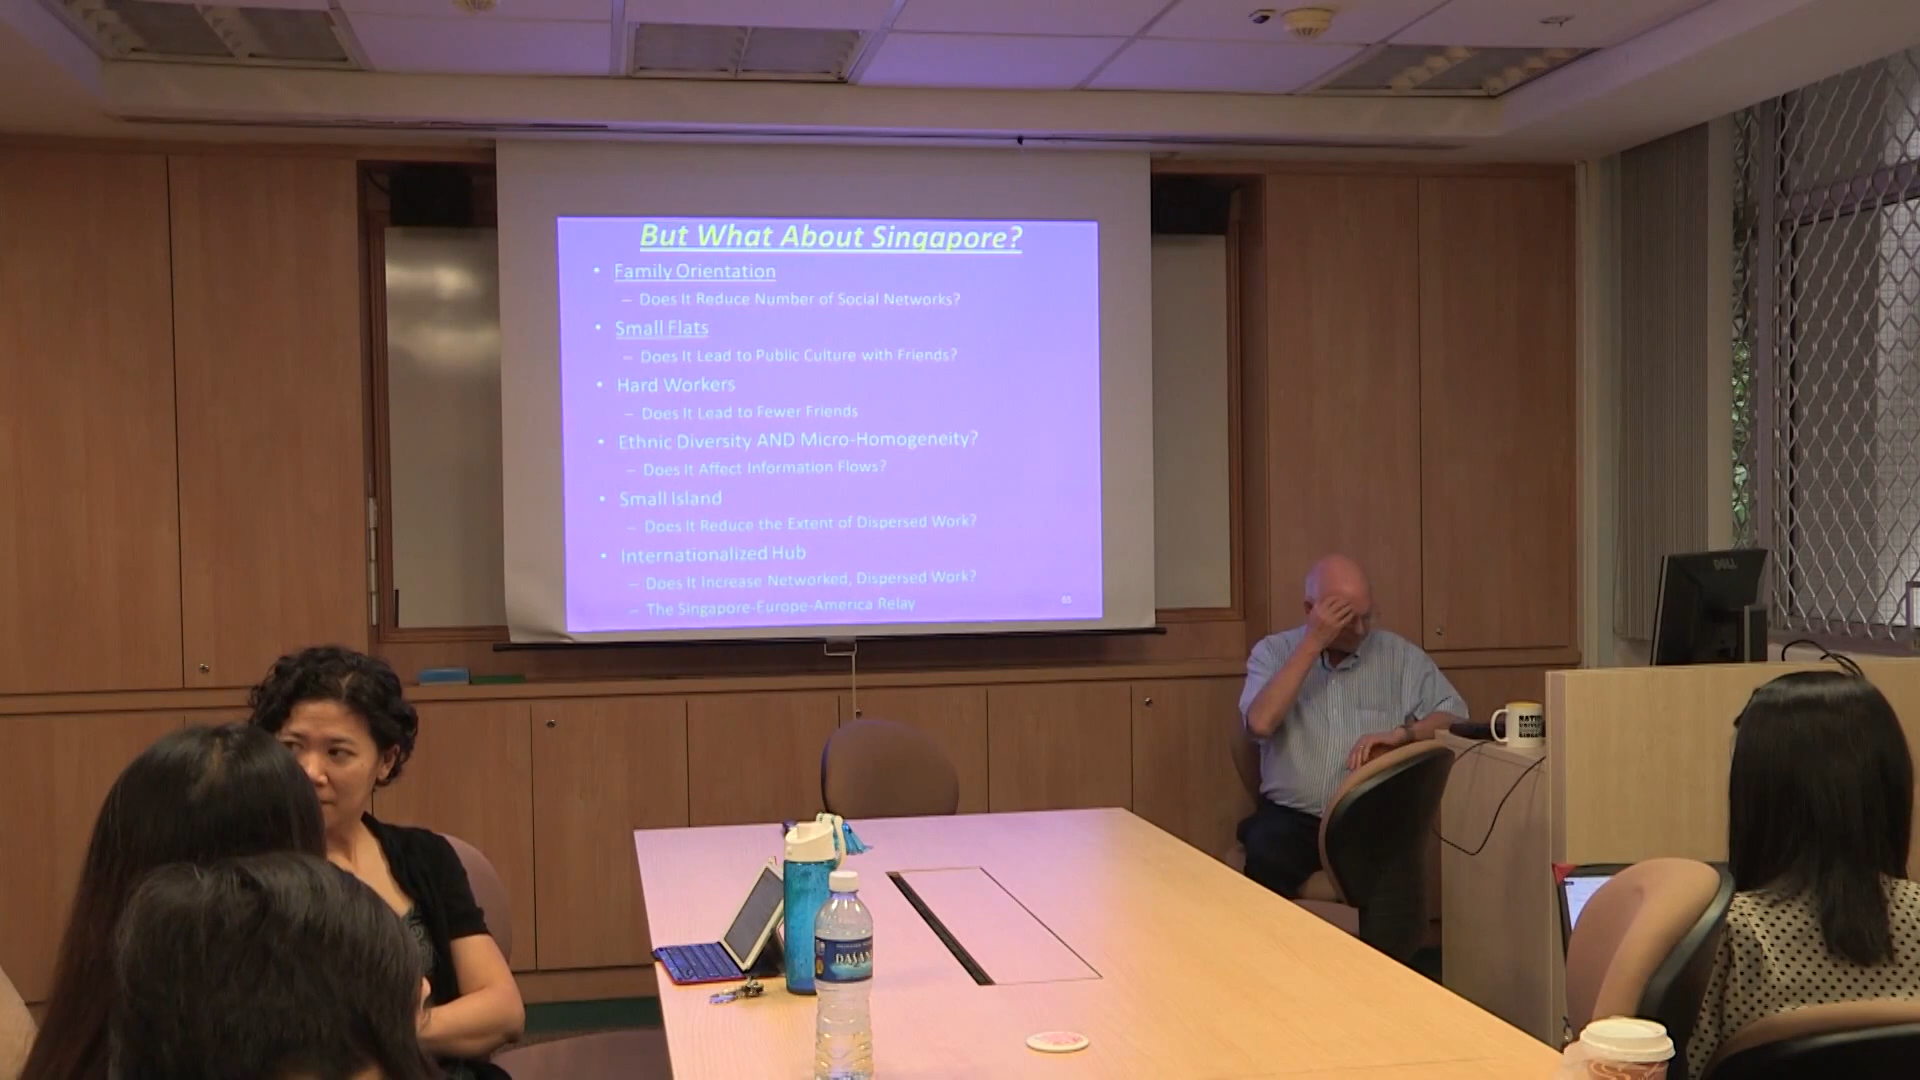 But What About Singapore?
• Family Orientation
– Does It Reduce Number of Social Networks?
• Small Flats
– Does It Lead to Public Culture with Friends?
• Hard Workers
– Does It Lead to Fewer Friends
• Ethnic Diversity AND Micro-Homogeneity?
– Does It Affect Information Flows?
• Small Island
– Does It Reduce the Extent of Dispersed Work?
• Internationalized Hub
– Does It Increase Networked, Dispersed Work?
– The Singapore-Europe-America Relay
DELL
DASANI